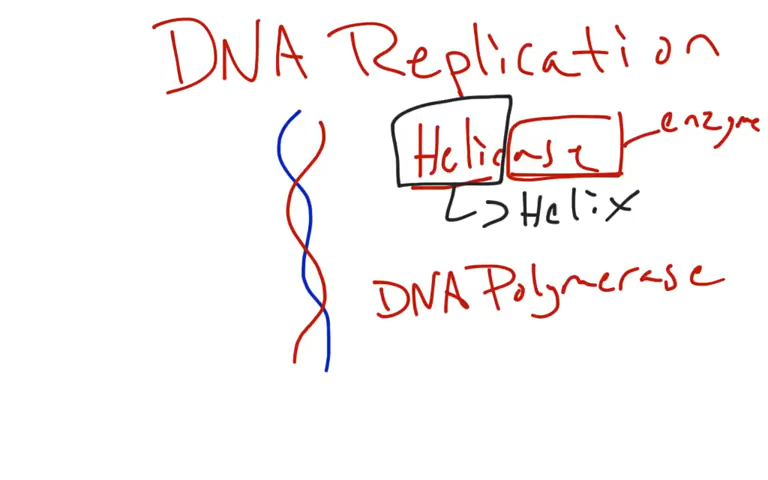 DNA Replication
Helicase enzyme
Helix
DNA Polymerase